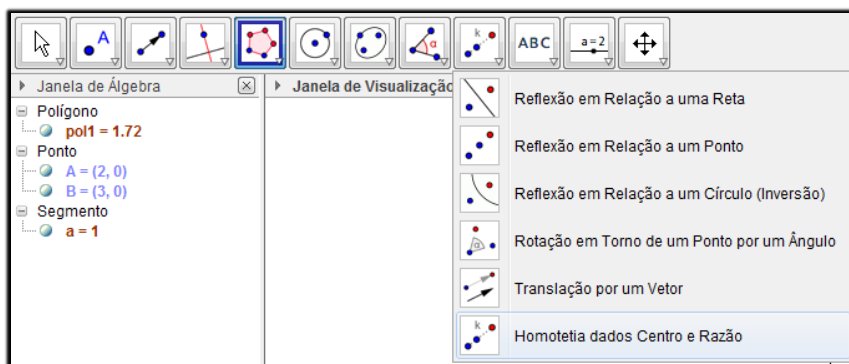 A α k ABC a=2
Janela de Álgebra Janela de Visualização
Polígono
pol1 = 1.72
Ponto
A = (2, 0)
B = (3, 0)
Segmento
a = 1
Reflexão em Relação a uma Reta
Reflexão em Relação a um Ponto
Reflexão em Relação a um Círculo (Inversão)
α Rotação em Torno de um Ponto por um Ângulo
Translação por um Vetor
k Homotetia dados Centro e Razão